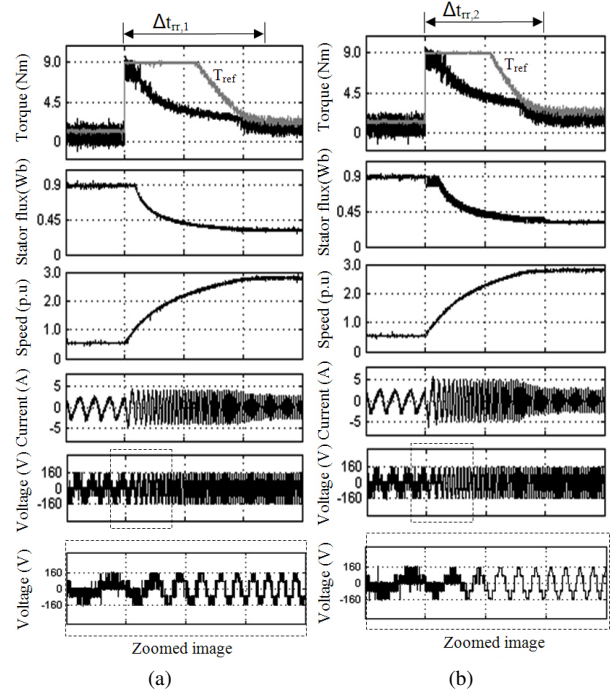 Δt_rr,1
Torque (Nm)
9.0
4.5
0
T_ref
Stator flux(Wb)
0.9
0.45
0
Speed (p.u)
3.0
2.0
1.0
0
Current (A)
5
0
-5
Voltage (V)
160
0
-160
Voltage (V)
160
0
-160
Zoomed image
(a)
Δt_rr,2
Torque (Nm)
9.0
4.5
0
T_ref
Stator flux(Wb)
0.9
0.45
0
Speed (p.u)
3.0
2.0
1.0
0
Current (A)
5
0
-5
Voltage (V)
160
0
-160
Voltage (V)
160
0
-160
Zoomed image
(b)